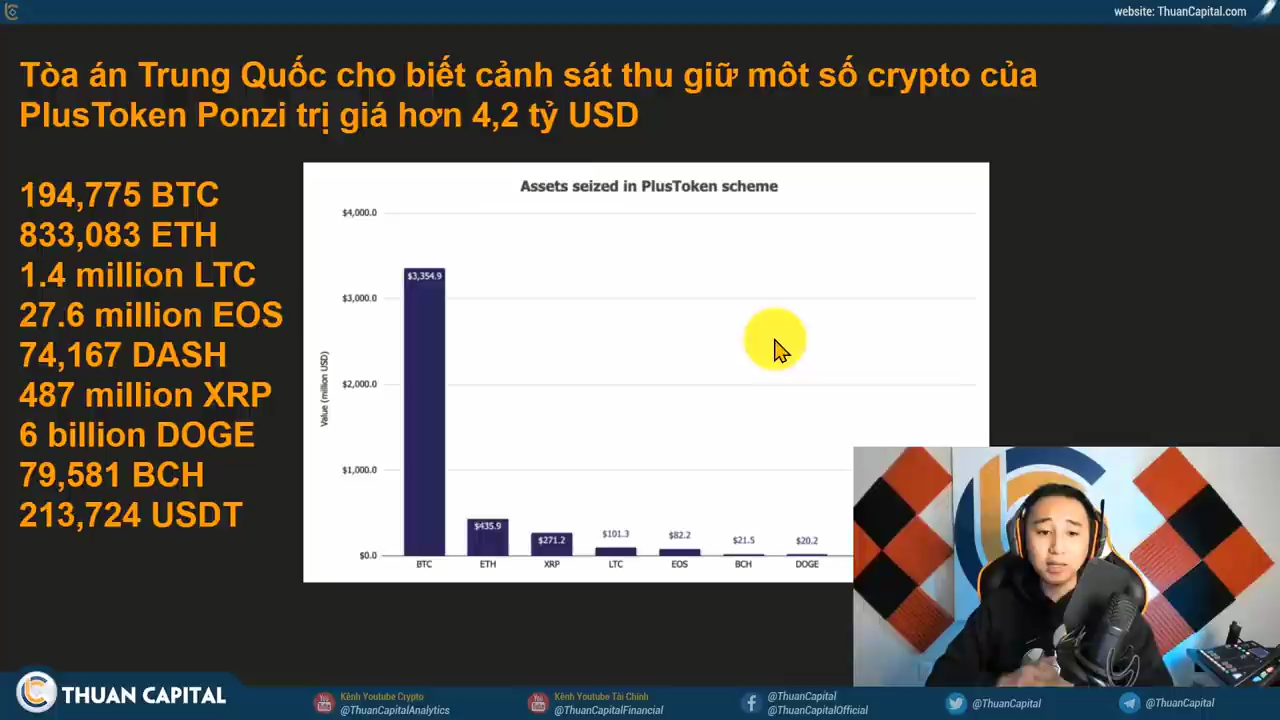 website: ThuanCapital.com
Tòa án Trung Quốc cho biết cảnh sát thu giữ một số crypto của
PlusToken Ponzi trị giá hơn 4,2 tỷ USD
194,775 BTC
833,083 ETH
1.4 million LTC
27.6 million EOS
74,167 DASH
487 million XRP
6 billion DOGE
79,581 BCH
213,724 USDT
Assets seized in PlusToken scheme
Value (million USD)
$4,000.0
$3,000.0
$2,000.0
$1,000.0
$0.0
$3,354.9
$435.9
$271.2
$101.3
$82.2
$21.5
$20.2
BTC
ETH
XRP
LTC
EOS
BCH
DOGE
THUAN CAPITAL
Kênh Youtube Crypto
@ThuanCapitalAnalytics
Kênh Youtube Tài Chính
@ThuanCapitalFinancial
@ThuanCapital
@ThuanCapitalOfficial
@ThuanCapital
@ThuanCapital